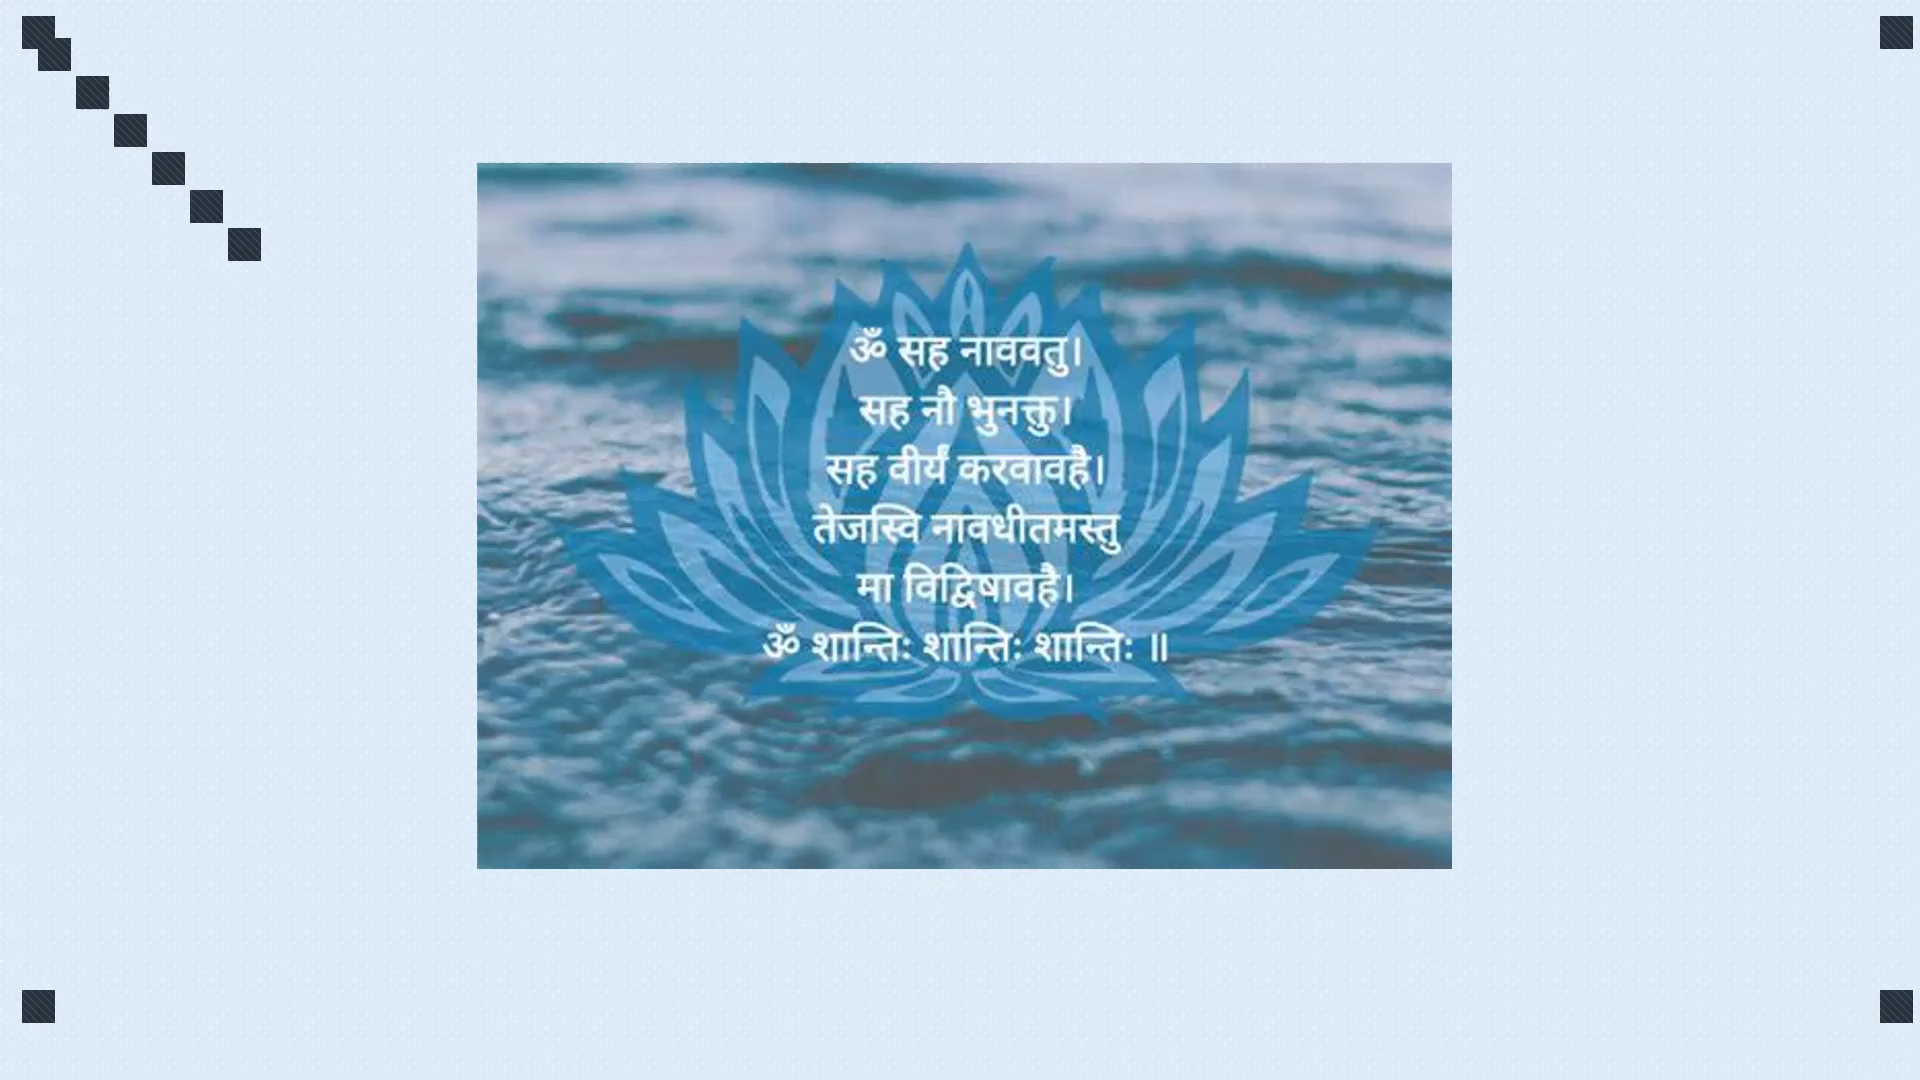 ॐ सह नाववतु।
सह नौ भुनक्तु।
सह वीर्यं करवावहै।
तेजस्वि नावधीतमस्तु
मा विद्विषावहै।
ॐ शान्तिः शान्तिः शान्तिः ॥